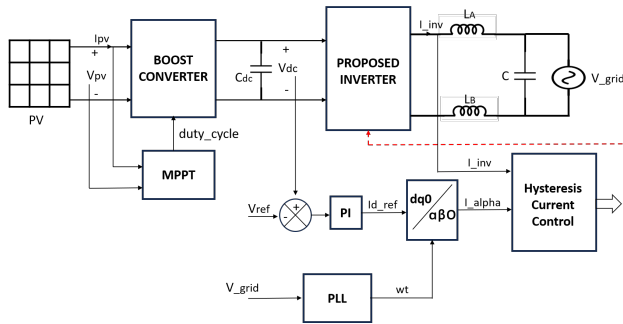 Ipv
+
Vpv
-
PV
BOOST
CONVERTER
duty_cycle
MPPT
Cdc
+
Vdc
-
PROPOSED
INVERTER
I_inv
LA
LB
C
V_grid
I_inv
Hysteresis
Current
Control
Vref
+
-
PI
Id_ref
dq0
αβ0
I_alpha
V_grid
PLL
wt